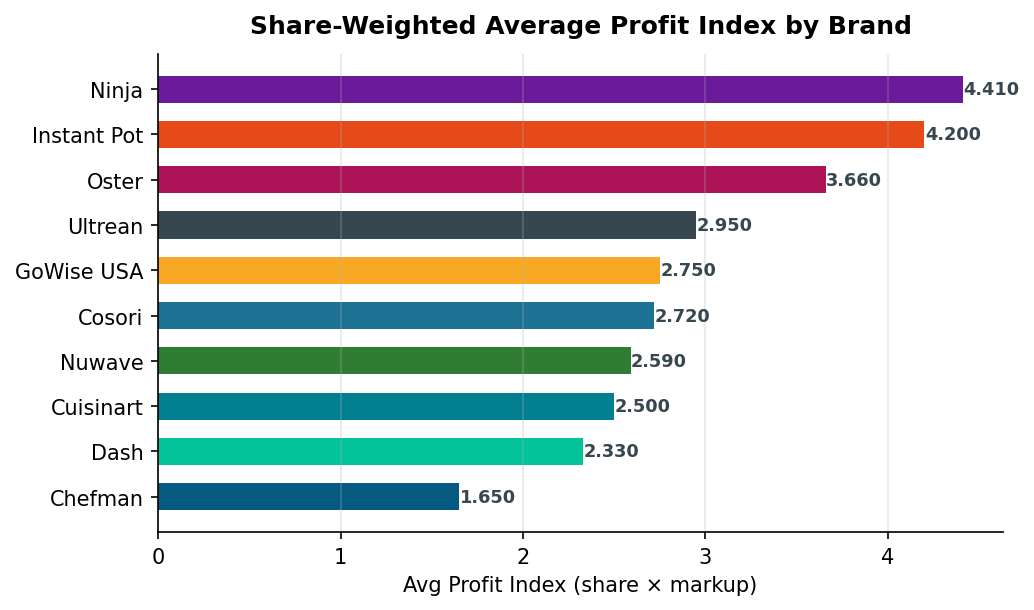 Share-Weighted Average Profit Index by Brand
Ninja 4.410
Instant Pot 4.200
Oster 3.660
Ultrean 2.950
GoWise USA 2.750
Cosori 2.720
Nuwave 2.590
Cuisinart 2.500
Dash 2.330
Chefman 1.650
0 1 2 3 4
Avg Profit Index (share × markup)